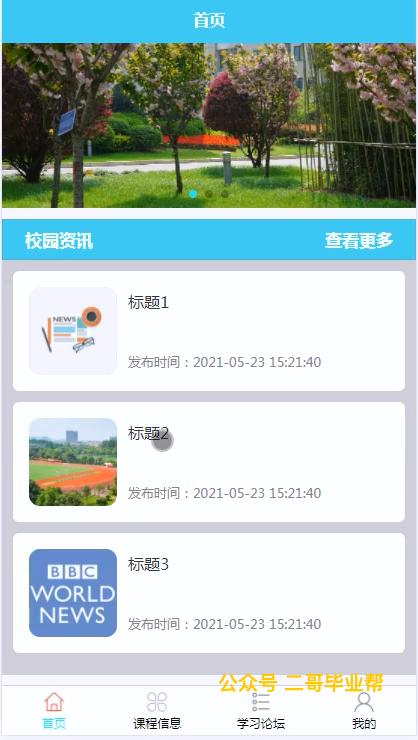 首页
校园资讯 查看更多
NEWS
标题1
发布时间：2021-05-23 15:21:40
标题2
发布时间：2021-05-23 15:21:40
BBC
WORLD
NEWS
标题3
发布时间：2021-05-23 15:21:40
公众号 二哥毕业帮
首页 课程信息 学习论坛 我的